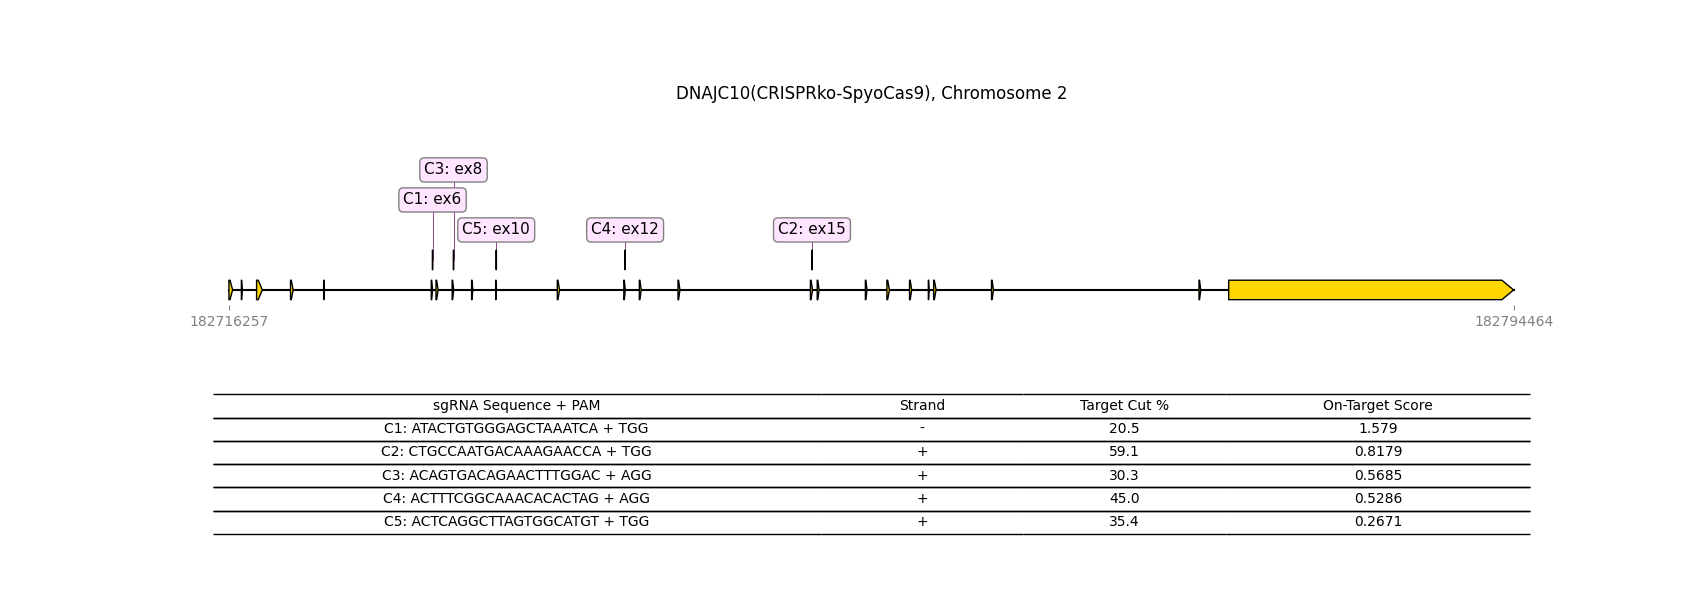 DNAJC10(CRISPRko-SpyoCas9), Chromosome 2
C3: ex8
C1: ex6
C5: ex10 C4: ex12 C2: ex15
182716257 182794464
sgRNA Sequence + PAM Strand Target Cut % On-Target Score
C1: ATACTGTGGGAGCTAAATCA + TGG - 20.5 1.579
C2: CTGCCAATGACAAAGAACCA + TGG + 59.1 0.8179
C3: ACAGTGACAGAACTTTGGAC + AGG + 30.3 0.5685
C4: ACTTTCGGCAAACACACTAG + AGG + 45.0 0.5286
C5: ACTCAGGCTTAGTGGCATGT + TGG + 35.4 0.2671